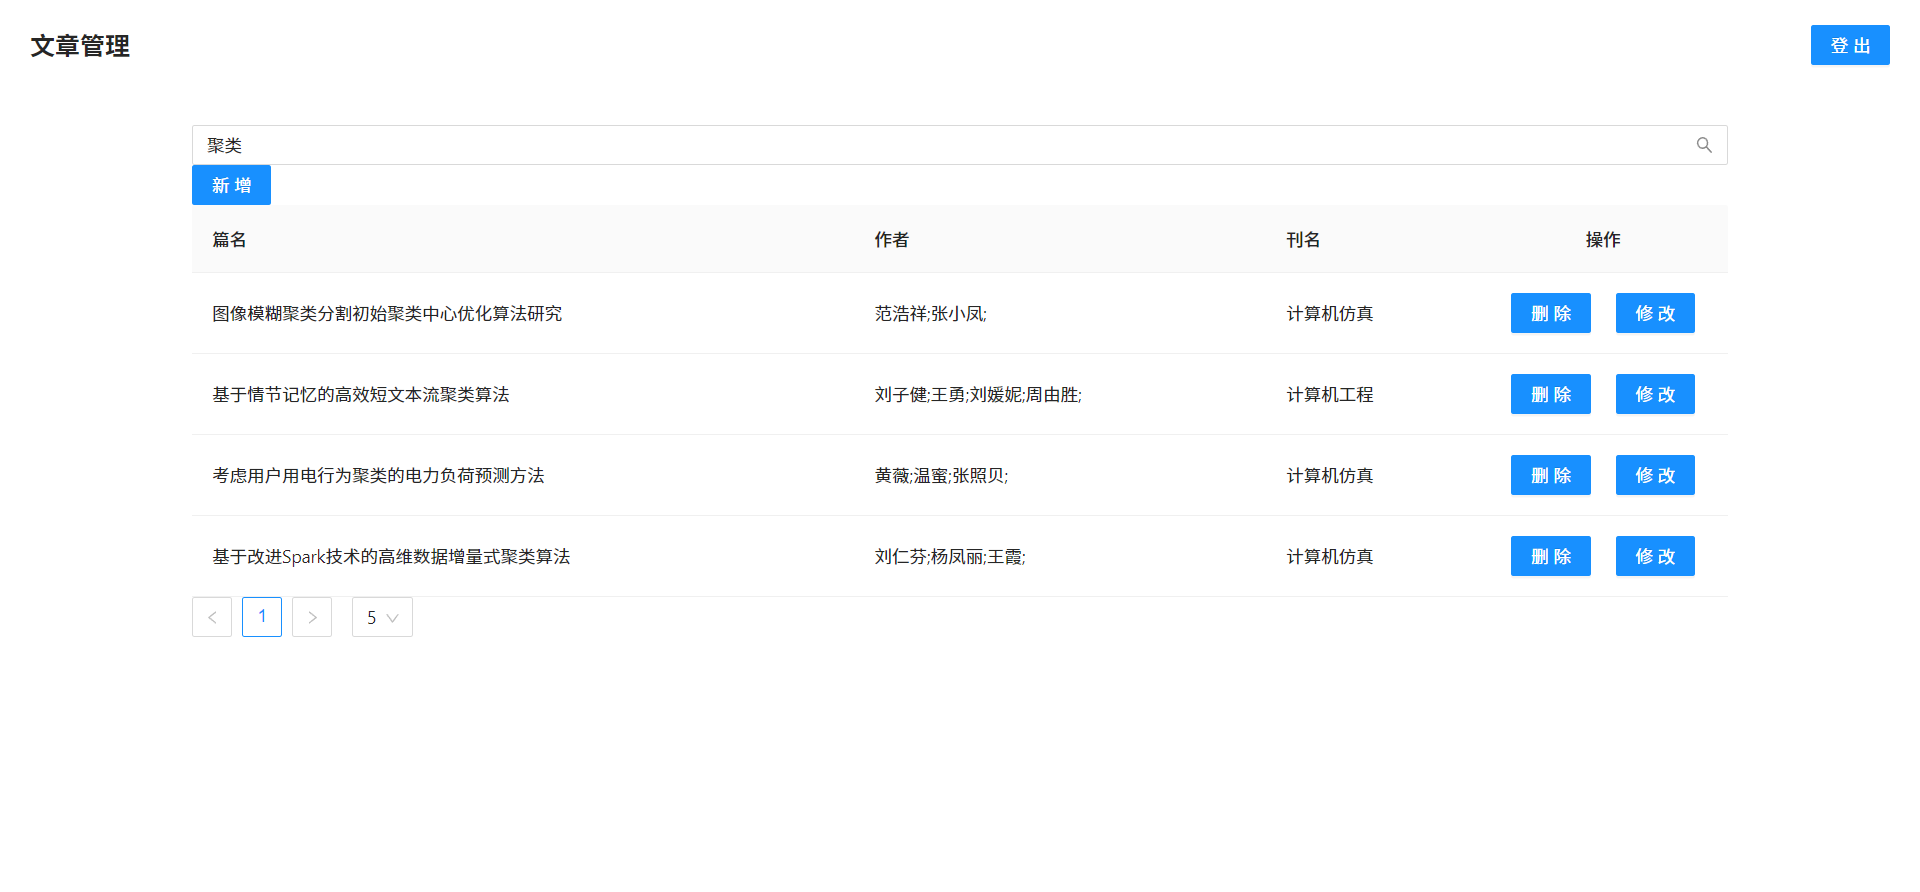 文章管理 登 出
聚类
新 增
篇名 作者 刊名 操作
图像模糊聚类分割初始聚类中心优化算法研究 范浩祥;张小凤; 计算机仿真 删 除 修 改
基于情节记忆的高效短文本流聚类算法 刘子健;王勇;刘媛妮;周由胜; 计算机工程 删 除 修 改
考虑用户用电行为聚类的电力负荷预测方法 黄薇;温蜜;张照贝; 计算机仿真 删 除 修 改
基于改进Spark技术的高维数据增量式聚类算法 刘仁芬;杨凤丽;王霞; 计算机仿真 删 除 修 改
1 5